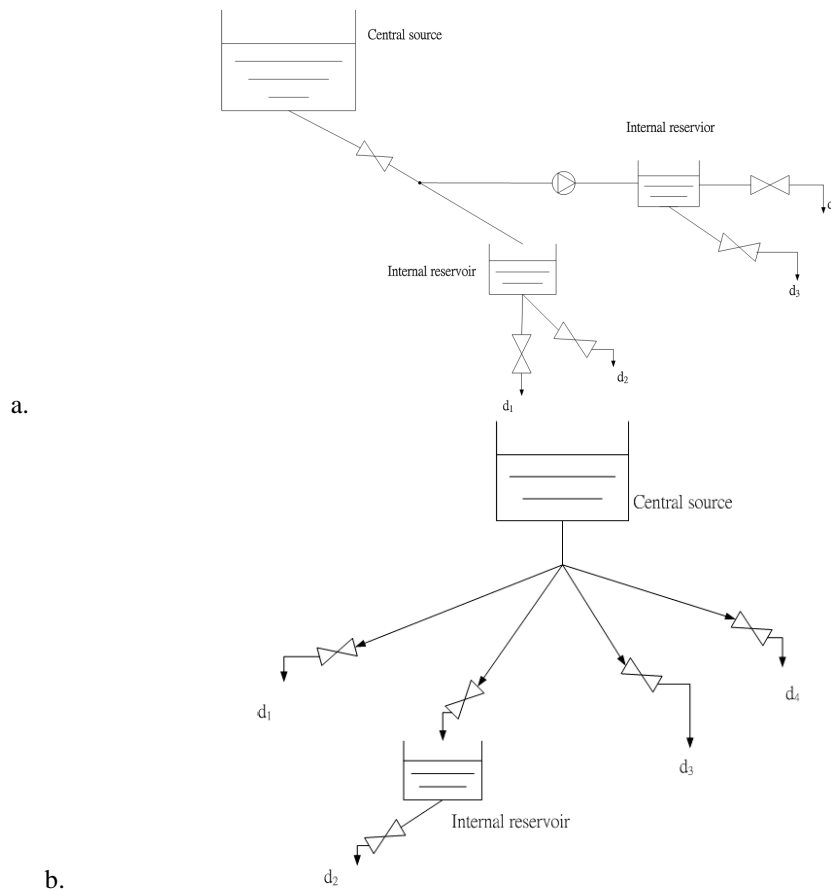 Central source
Internal reservior
d
d₃
Internal reservoir
d₂
d₁
a.
Central source
d₁
d₄
d₃
Internal reservoir
d₂
b.